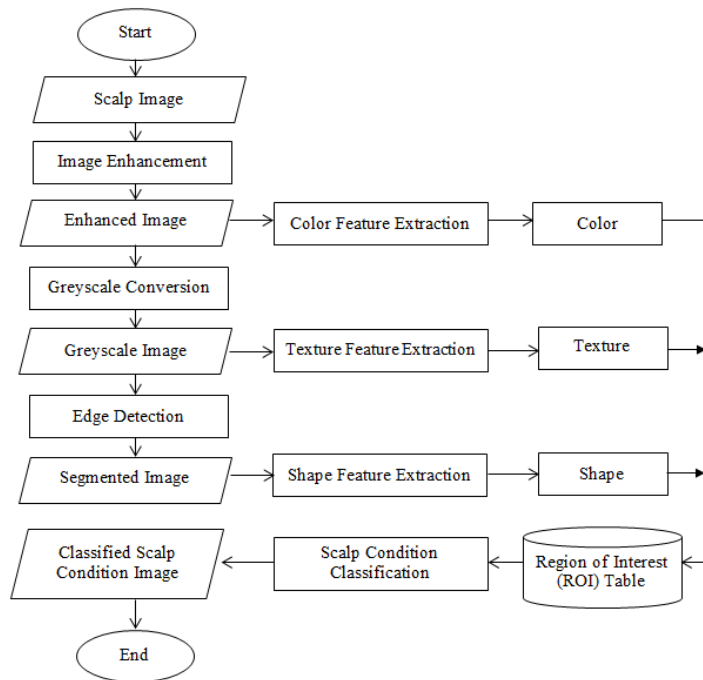 Start
Scalp Image
Image Enhancement
Enhanced Image
Color Feature Extraction
Color
Greyscale Conversion
Greyscale Image
Texture Feature Extraction
Texture
Edge Detection
Segmented Image
Shape Feature Extraction
Shape
Classified Scalp
Condition Image
Scalp Condition
Classification
Region of Interest
(ROI) Table
End